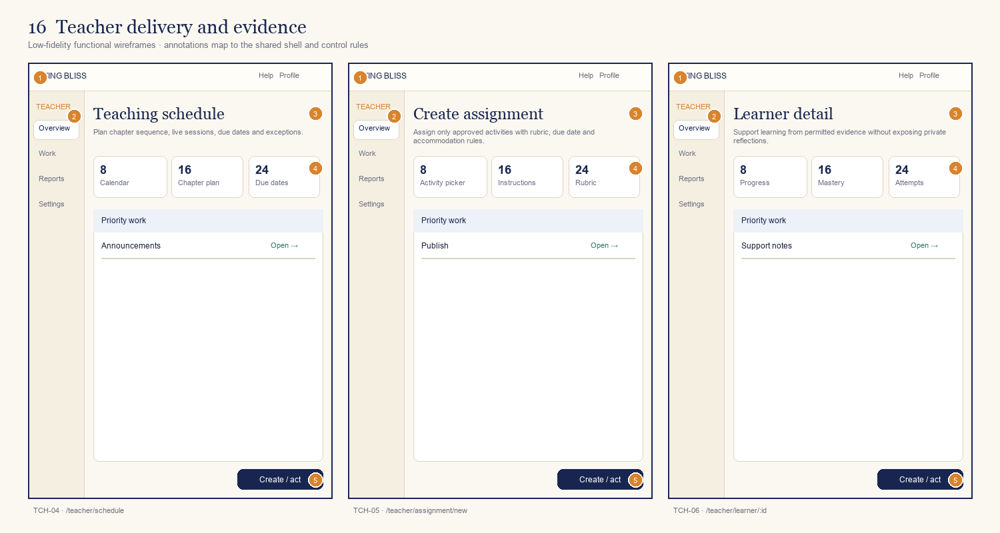 16 Teacher delivery and evidence
Low-fidelity functional wireframes · annotations map to the shared shell and control rules
1 ING BLISS Help Profile
TEACHER
2
Overview
Work
Reports
Settings
Teaching schedule 3
Plan chapter sequence, live sessions, due dates and exceptions.
8 16 24 4
Calendar Chapter plan Due dates
Priority work
Announcements Open →
Create / act 5
TCH-04 · /teacher/schedule
1 ING BLISS Help Profile
TEACHER
2
Overview
Work
Reports
Settings
Create assignment 3
Assign only approved activities with rubric, due date and
accommodation rules.
8 16 24 4
Activity picker Instructions Rubric
Priority work
Publish Open →
Create / act 5
TCH-05 · /teacher/assignment/new
1 ING BLISS Help Profile
TEACHER
2
Overview
Work
Reports
Settings
Learner detail 3
Support learning from permitted evidence without exposing private
reflections.
8 16 24 4
Progress Mastery Attempts
Priority work
Support notes Open →
Create / act 5
TCH-06 · /teacher/learner/:id